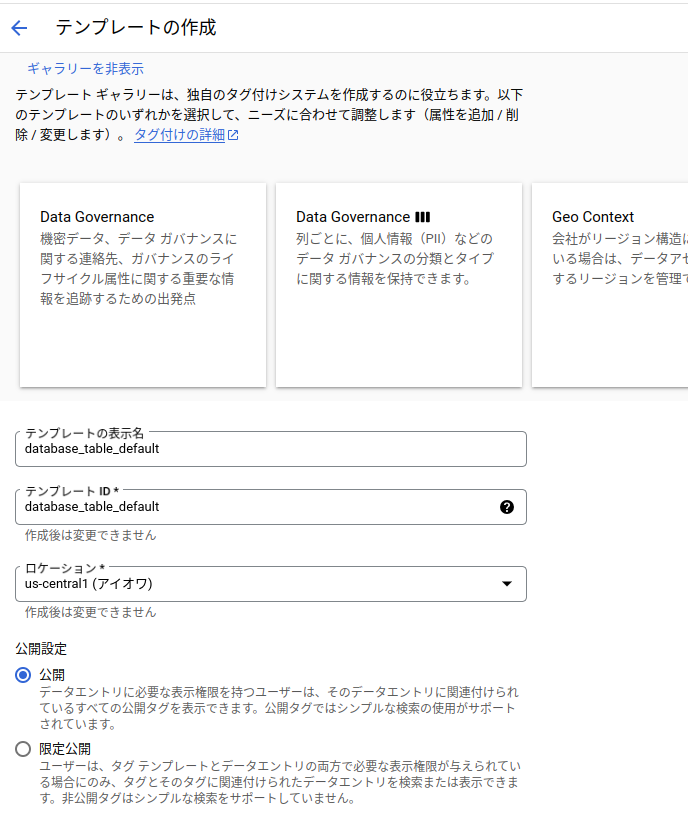 テンプレートの作成
ギャラリーを非表示
テンプレート ギャラリーは、独自のタグ付けシステムを作成するのに役立ちます。以下
のテンプレートのいずれかを選択して、ニーズに合わせて調整します（属性を追加 / 削
除 / 変更します）。 タグ付けの詳細
Data Governance
機密データ、データ ガバナンスに
関する連絡先、ガバナンスのライ
フサイクル属性に関する重要な情
報を追跡するための出発点
Data Governance
列ごとに、個人情報（PII）などの
データ ガバナンスの分類とタイプ
に関する情報を保持できます。
Geo Context
会社がリージョン構造に
いる場合は、データアセ
するリージョンを管理で
テンプレートの表示名
database_table_default
テンプレート ID *
database_table_default
作成後は変更できません
ロケーション *
us-central1 (アイオワ)
作成後は変更できません
公開設定
公開
データエントリに必要な表示権限を持つユーザーは、そのデータエントリに関連付けられ
ているすべての公開タグを表示できます。公開タグではシンプルな検索の使用がサポート
されています。
限定公開
ユーザーは、タグ テンプレートとデータエントリの両方で必要な表示権限が与えられてい
る場合にのみ、タグとそのタグに関連付けられたデータエントリを検索または表示できま
す。非公開タグはシンプルな検索をサポートしていません。